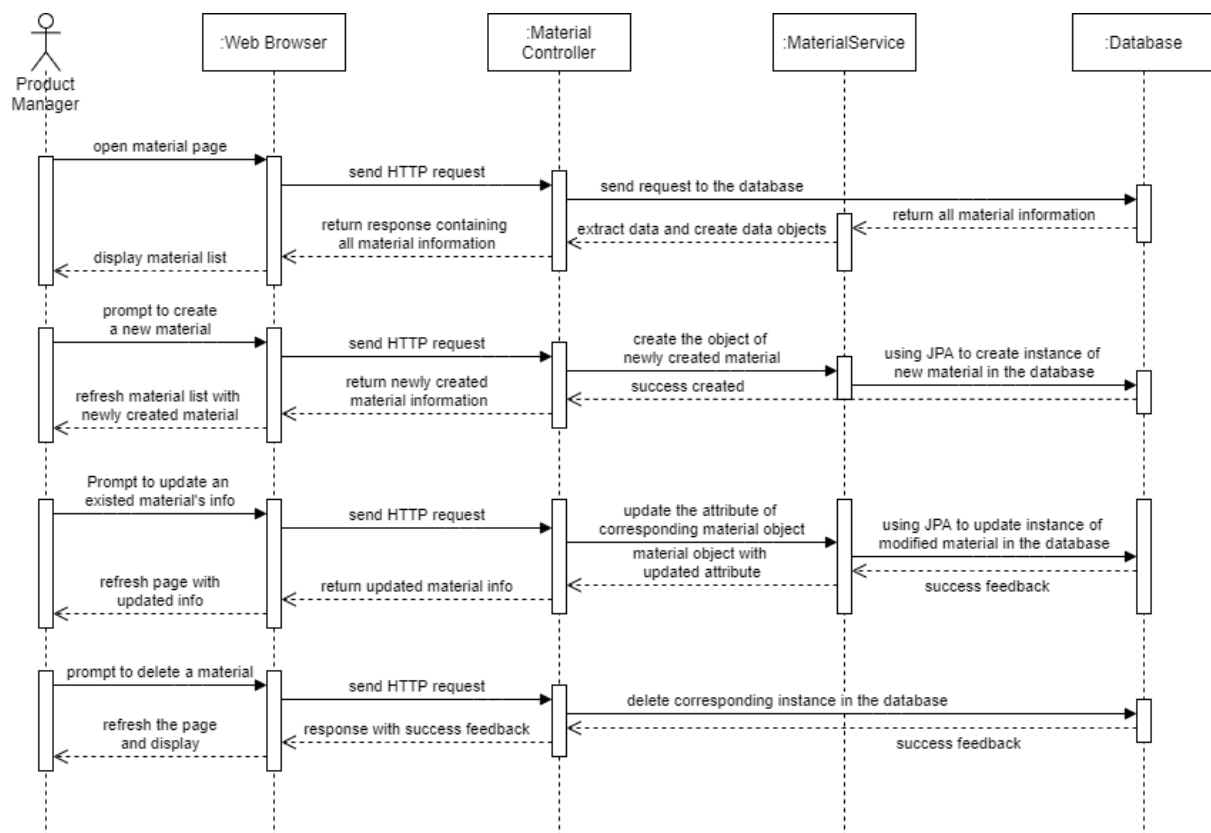 Product
Manager
:Web Browser
:Material
Controller
:MaterialService
:Database
open material page
send HTTP request
send request to the database
return all material information
extract data and create data objects
return response containing
all material information
display material list
prompt to create
a new material
send HTTP request
create the object of
newly created material
using JPA to create instance of
new material in the database
success created
return newly created
material information
refresh material list with
newly created material
Prompt to update an
existed material's info
send HTTP request
update the attribute of
corresponding material object
using JPA to update instance of
modified material in the database
material object with
updated attribute
success feedback
return updated material info
refresh page with
updated info
prompt to delete a material
send HTTP request
delete corresponding instance in the database
success feedback
response with success feedback
refresh the page
and display